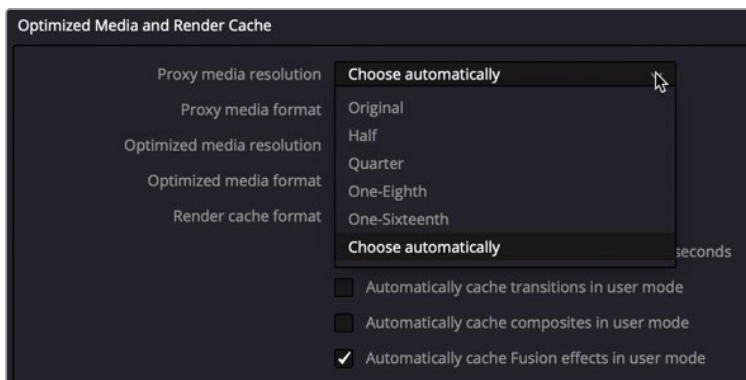 Optimized Media and Render Cache
Proxy media resolution Choose automatically
Proxy media format Original
Half
Optimized media resolution
Quarter
Optimized media format
One-Eighth
Render cache format One-Sixteenth
Choose automatically
seconds
Automatically cache transitions in user mode
Automatically cache composites in user mode
Automatically cache Fusion effects in user mode